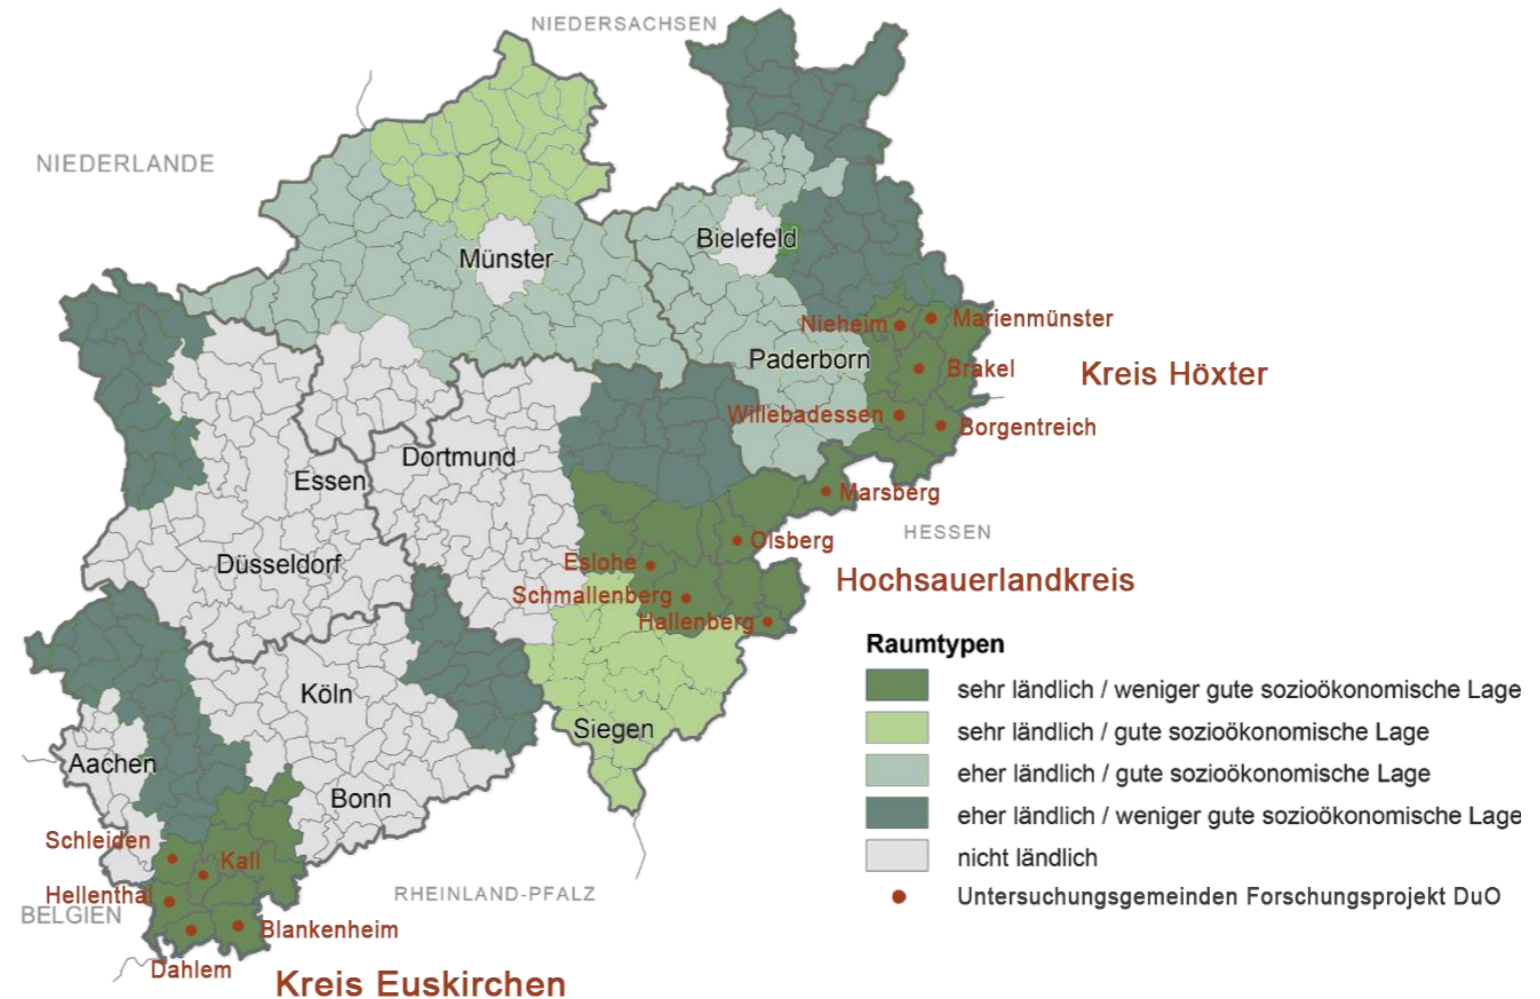 NIEDERSACHSEN
NIEDERLANDE
Münster
Bielefeld
Nieheim
Marienmünster
Paderborn
Brakel
Kreis Höxter
Willebadessen
Borgentreich
Dortmund
Essen
Marsberg
HESSEN
Olsberg
Düsseldorf
Eslohe
Hochsauerlandkreis
Schmallenberg
Hallenberg
Raumtypen
sehr ländlich / weniger gute sozioökonomische Lage
sehr ländlich / gute sozioökonomische Lage
eher ländlich / gute sozioökonomische Lage
eher ländlich / weniger gute sozioökonomische Lage
nicht ländlich
Untersuchungsgemeinden Forschungsprojekt DuO
Köln
Siegen
Aachen
Bonn
Schleiden
Kall
Hellenthal
RHEINLAND-PFALZ
BELGIEN
Blankenheim
Dahlem
Kreis Euskirchen